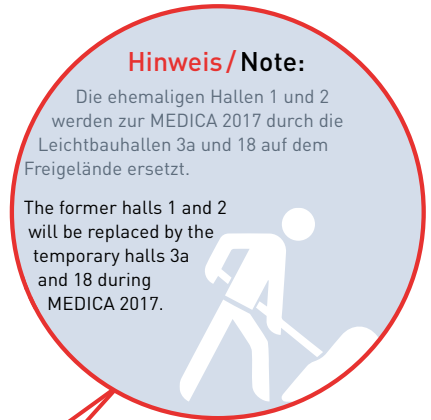 Hinweis/Note:
Die ehemaligen Hallen 1 und 2
werden zur MEDICA 2017 durch die
Leichtbauhallen 3a und 18 auf dem
Freigelände ersetzt.
The former halls 1 and 2
will be replaced by the
temporary halls 3a
and 18 during
MEDICA 2017.